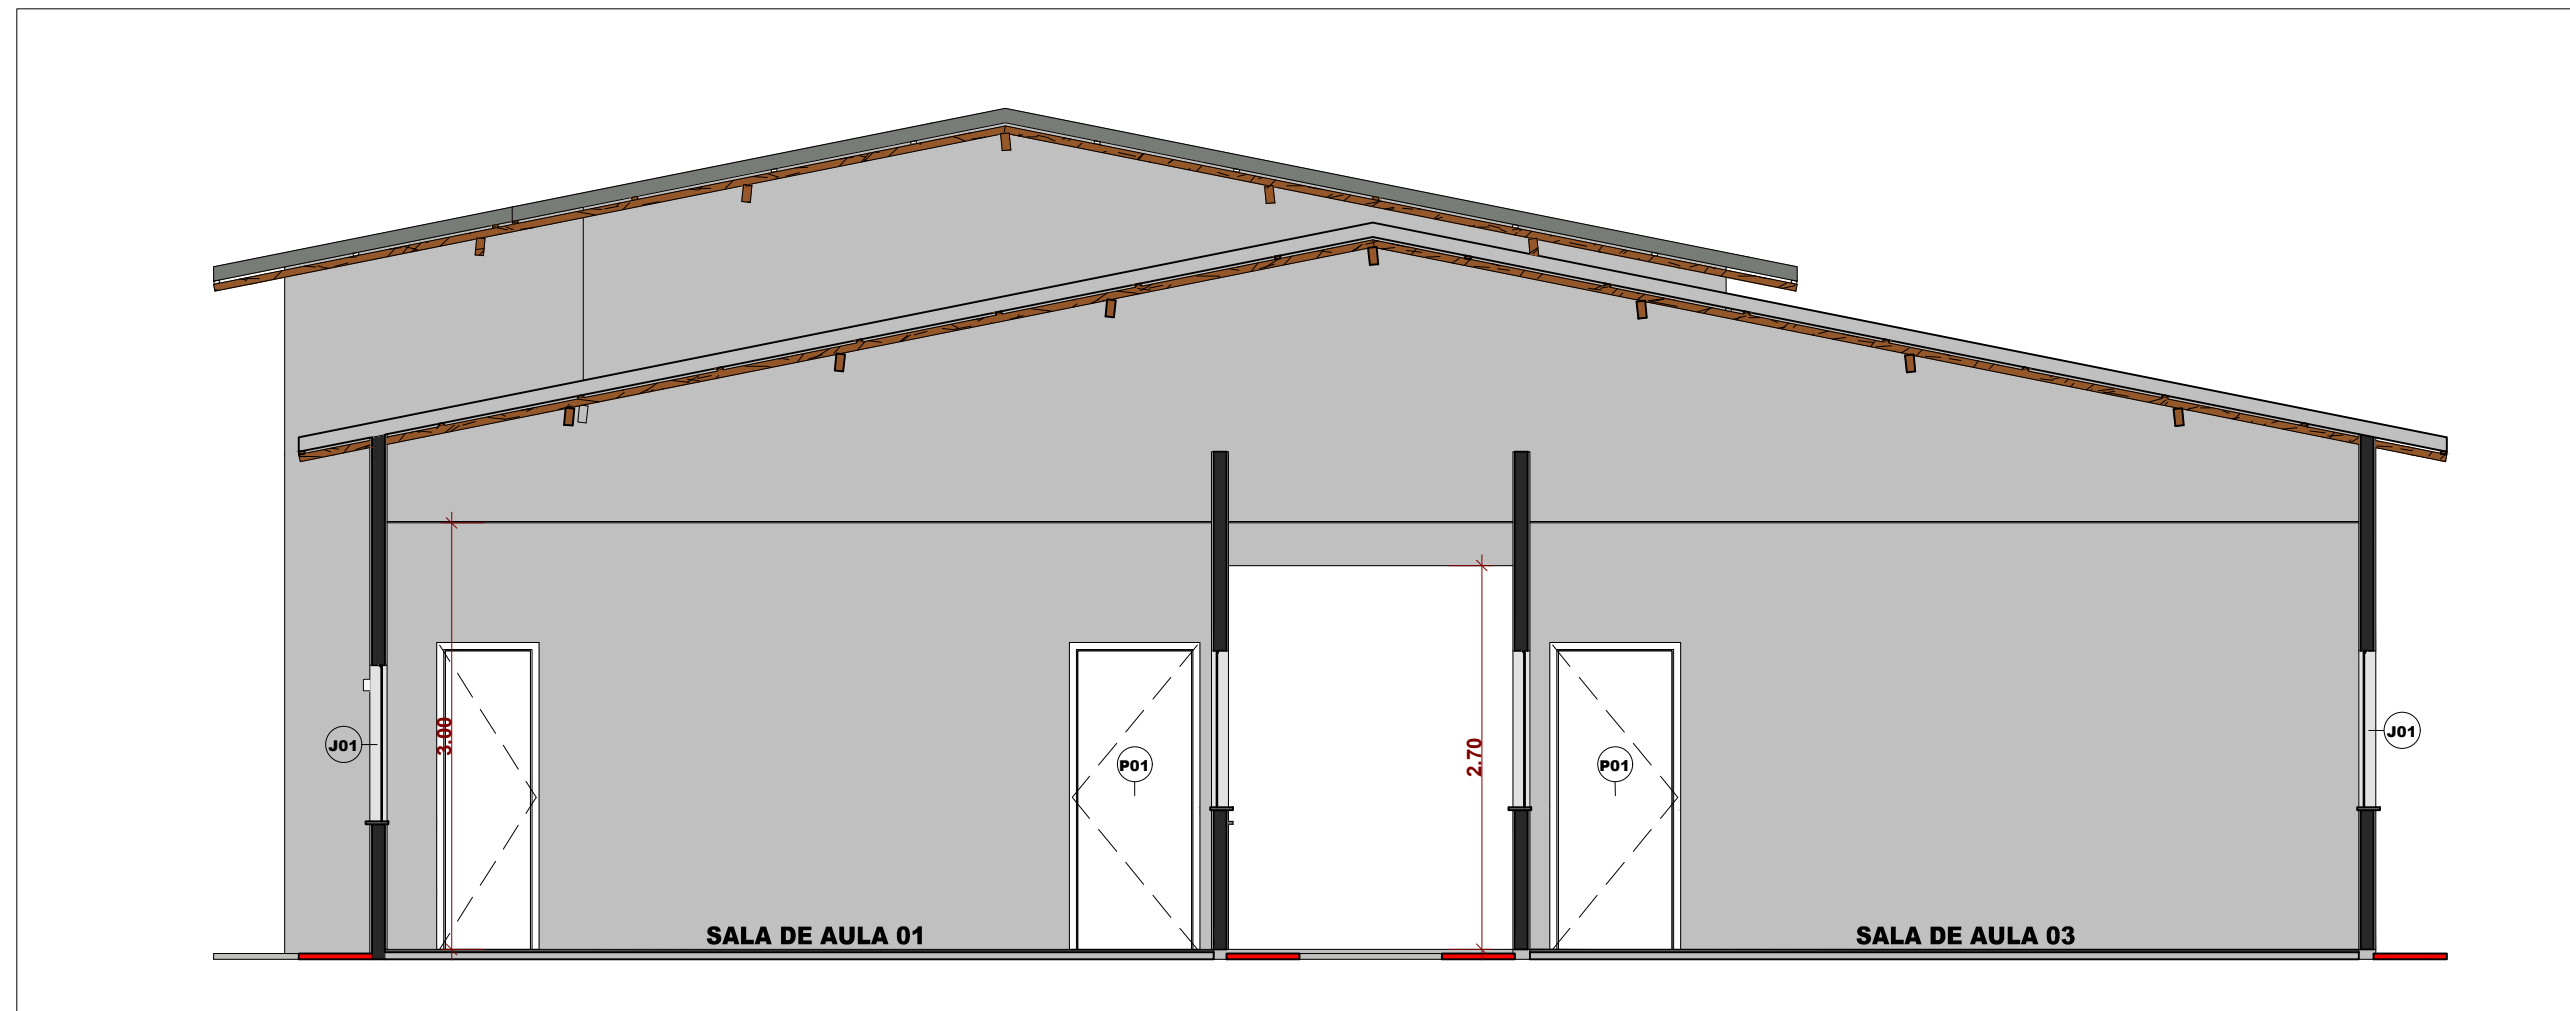 J01
3.00
P01
2.70
P01
J01
SALA DE AULA 01
SALA DE AULA 03